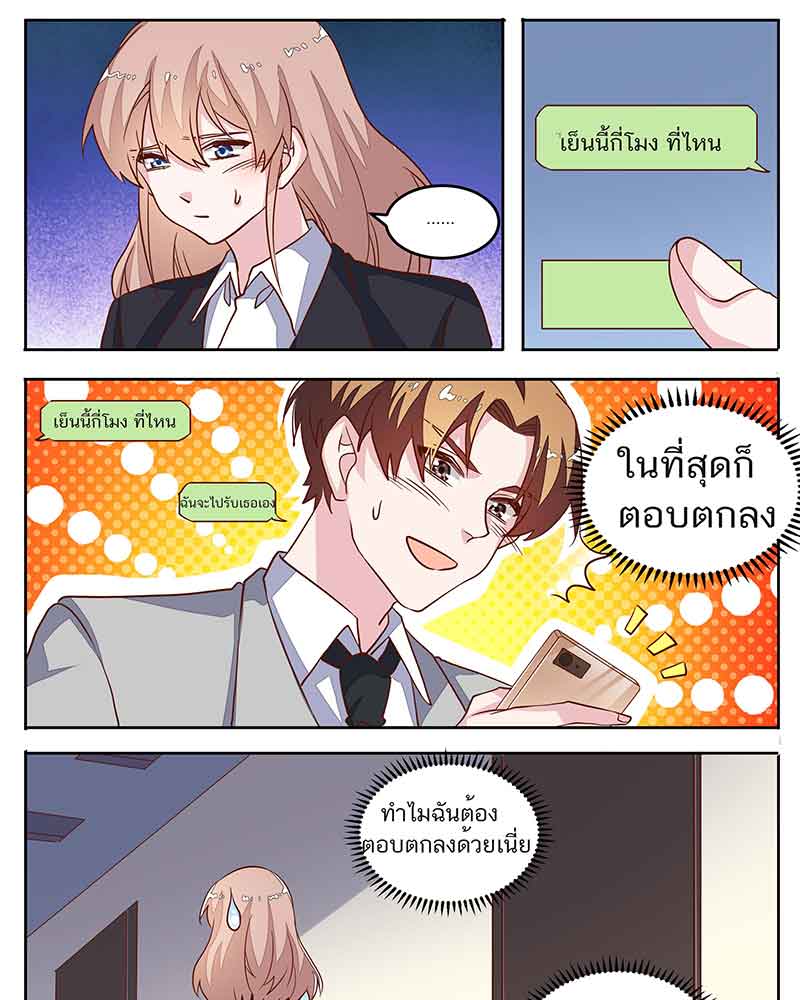 ......
เย็นนี้กี่โมง ที่ไหน
เย็นนี้กี่โมง ที่ไหน
ฉันจะไปรับเธอเอง
ในที่สุดก็
ตอบตกลง
ทำไมฉันต้อง
ตอบตกลงด้วยเนี่ย